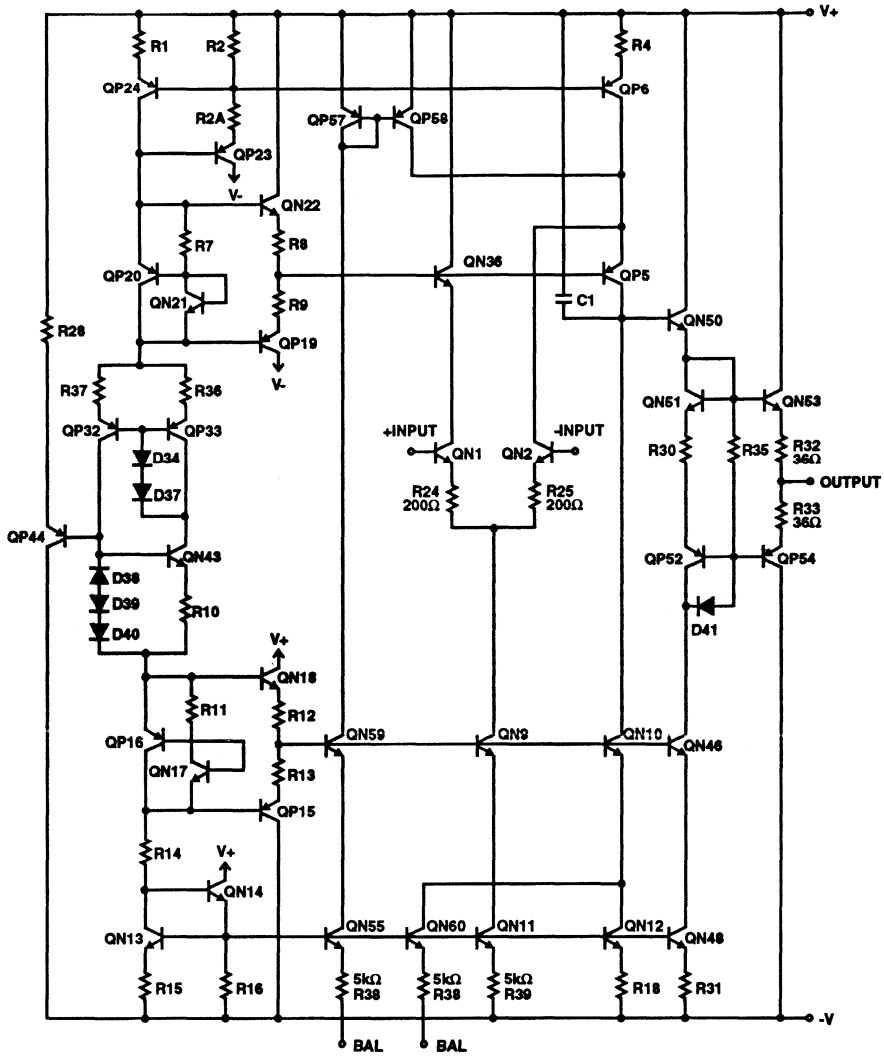 V+
R1
R2
R4
QP24
QP6
R2A
QP57
QP58
QP23
V-
QN22
R7
R8
QN36
QP20
QP5
QN21
R9
C1
QN50
R28
QP19
V-
R37
R36
QN51
QN53
QP32
QP33
+INPUT
-INPUT
D34
QN1
QN2
R30
R35
R32
36Ω
D37
R24
200Ω
R25
200Ω
OUTPUT
R33
36Ω
QP44
QN43
QP52
QP54
D38
D39
R10
D40
D41
V+
QN18
R11
R12
QP16
QN59
QN9
QN10
QN46
QN17
R13
QP15
R14
V+
QN14
QN13
QN55
QN60
QN11
QN12
QN48
R15
R16
5kΩ
R38
5kΩ
R38
5kΩ
R39
R18
R31
-V
BAL
BAL